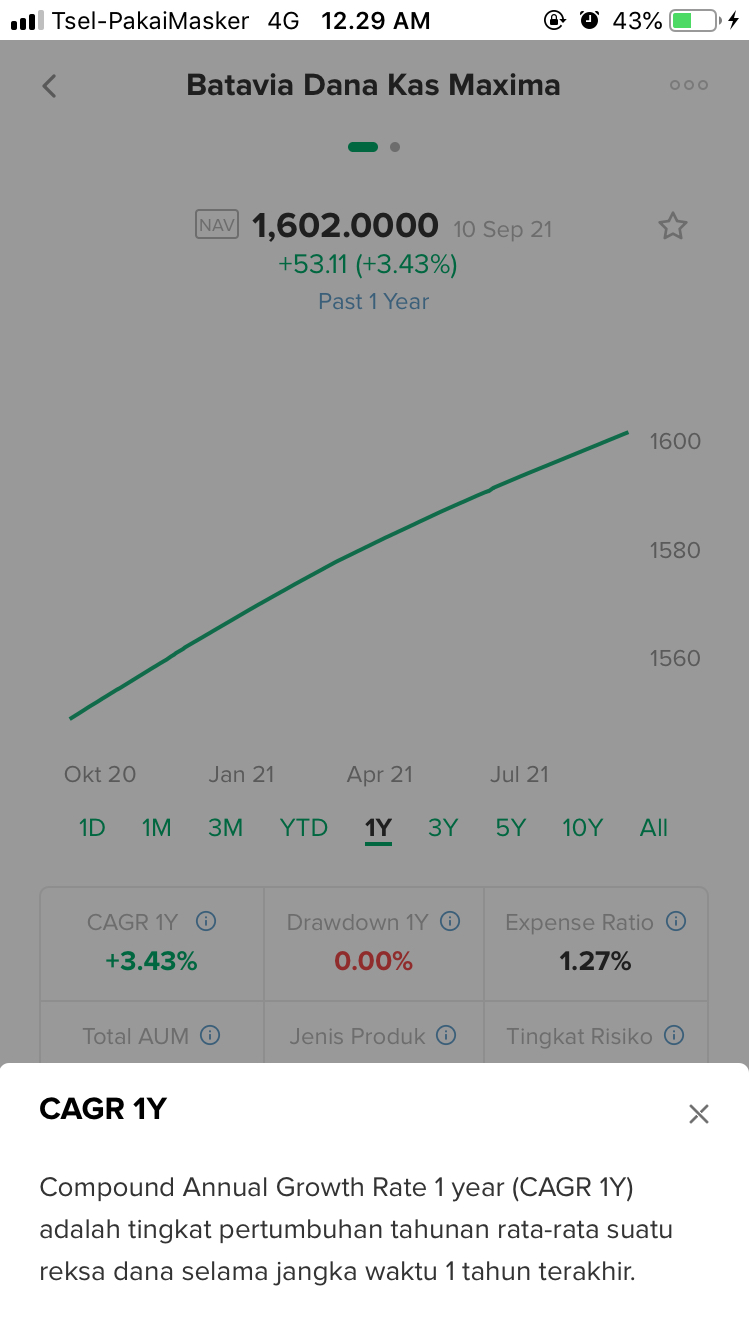 Tsel-PakaiMasker 4G 12.29 AM 43%
Batavia Dana Kas Maxima
NAV 1,602.0000 10 Sep 21
+53.11 (+3.43%)
Past 1 Year
1600
1580
1560
Okt 20 Jan 21 Apr 21 Jul 21
1D 1M 3M YTD 1Y 3Y 5Y 10Y All
CAGR 1Y Drawdown 1Y Expense Ratio
+3.43% 0.00% 1.27%
Total AUM Jenis Produk Tingkat Risiko
CAGR 1Y
Compound Annual Growth Rate 1 year (CAGR 1Y)
adalah tingkat pertumbuhan tahunan rata-rata suatu
reksa dana selama jangka waktu 1 tahun terakhir.